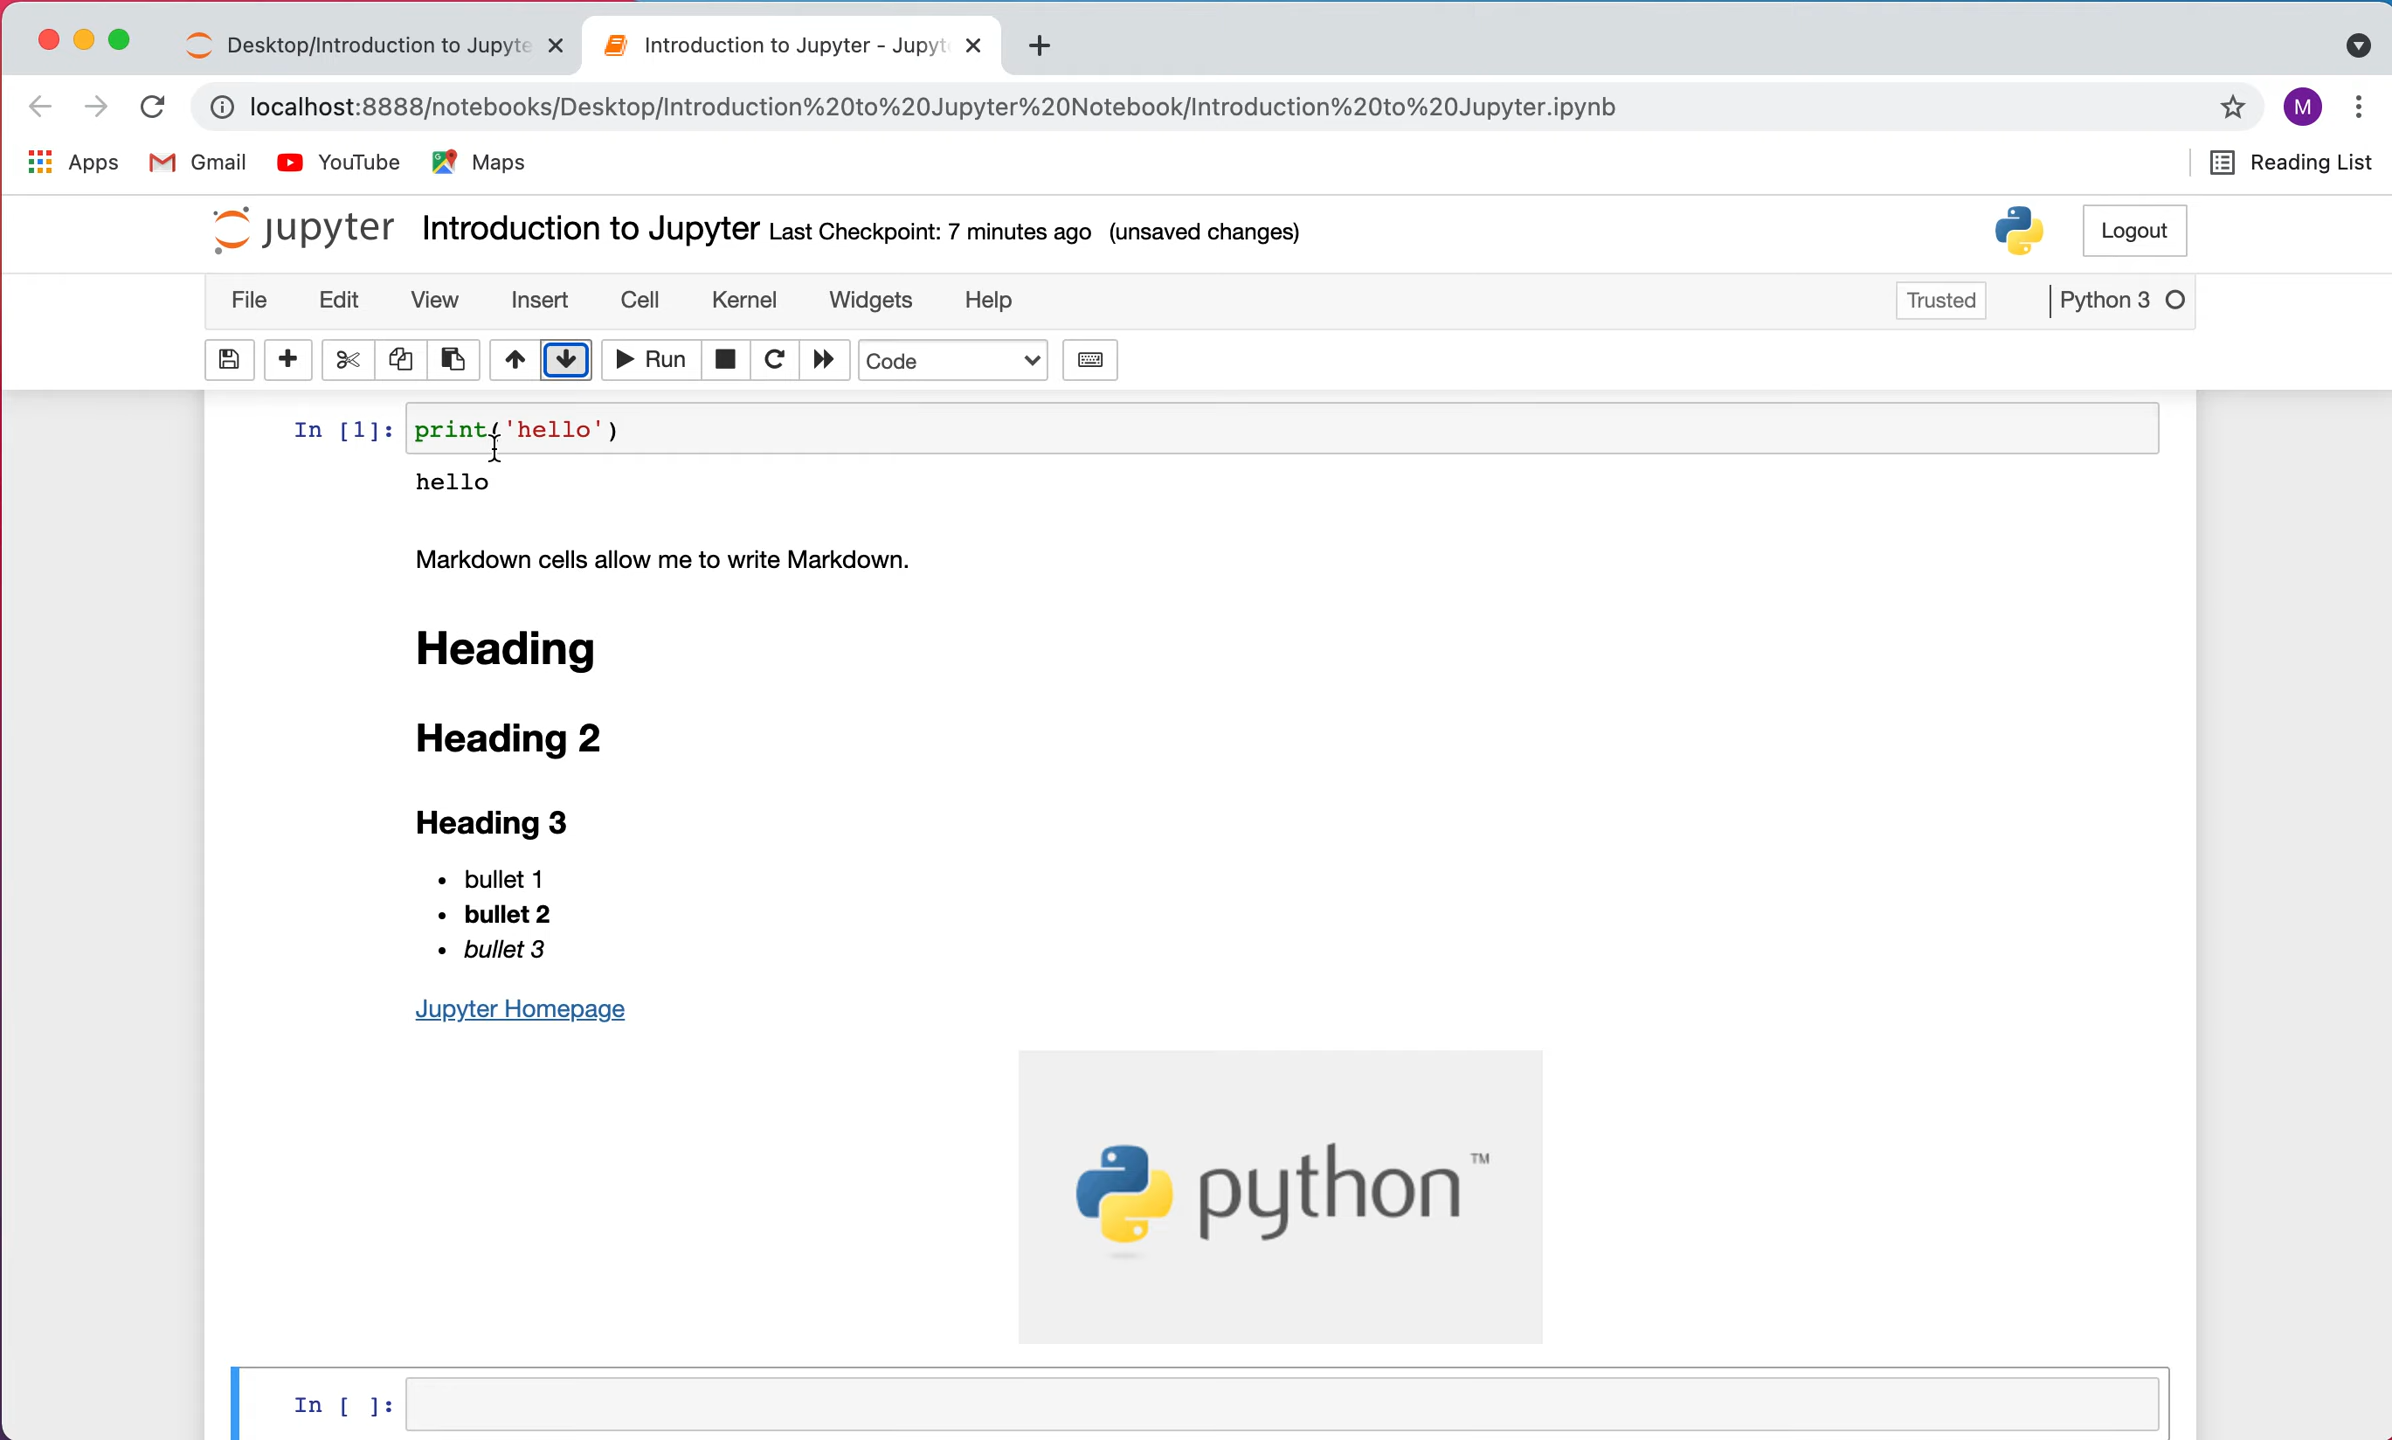 Desktop/Introduction to Jupyte
Introduction to Jupyter - Jupyt
localhost:8888/notebooks/Desktop/Introduction%20to%20Jupyter%20Notebook/Introduction%20to%20Jupyter.ipynb
M
Apps
Gmail
YouTube
Maps
Reading List
jupyter Introduction to Jupyter Last Checkpoint: 7 minutes ago (unsaved changes)
Logout
File Edit View Insert Cell Kernel Widgets Help
Trusted
Python 3
Run
Code
In [1]: print('hello')
hello
Markdown cells allow me to write Markdown.
Heading
Heading 2
Heading 3
• bullet 1
• bullet 2
• bullet 3
Jupyter Homepage
python™
In [ ]: